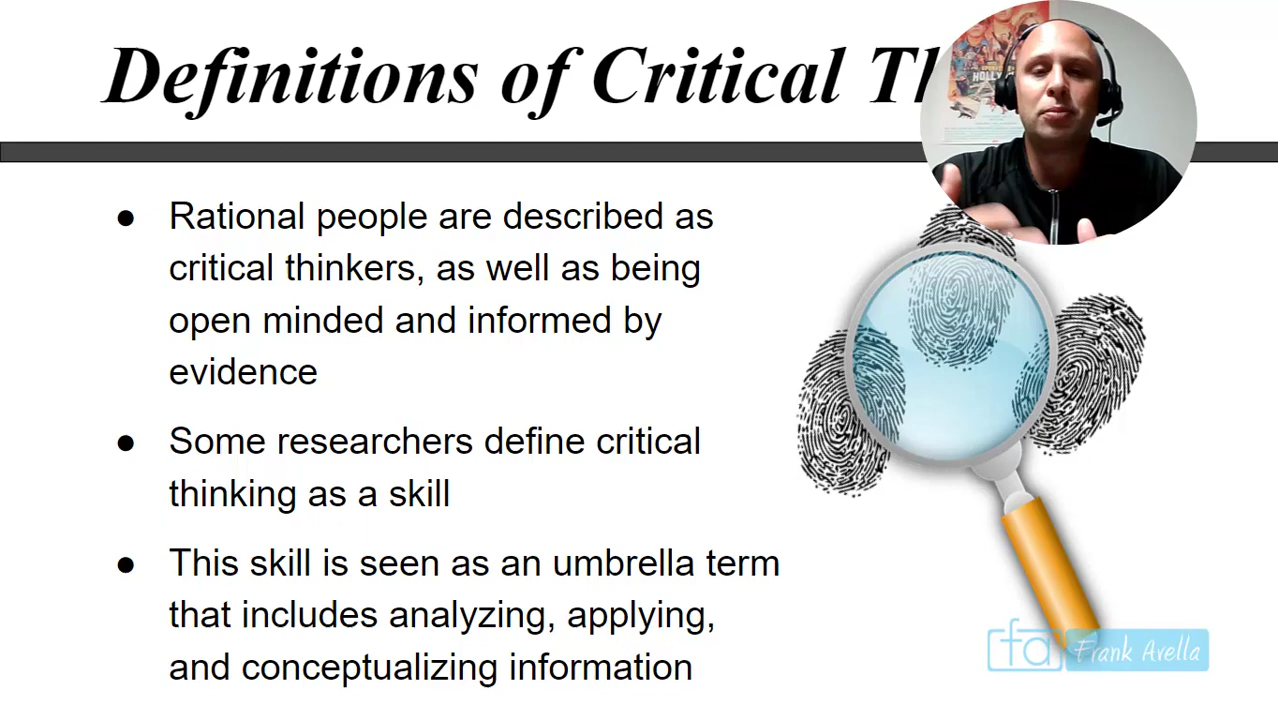 Definitions of Critical
HOLLY
● Rational people are described as
critical thinkers, as well as being
open minded and informed by
evidence
● Some researchers define critical
thinking as a skill
● This skill is seen as an umbrella term
that includes analyzing, applying,
and conceptualizing information
fa Frank Avella